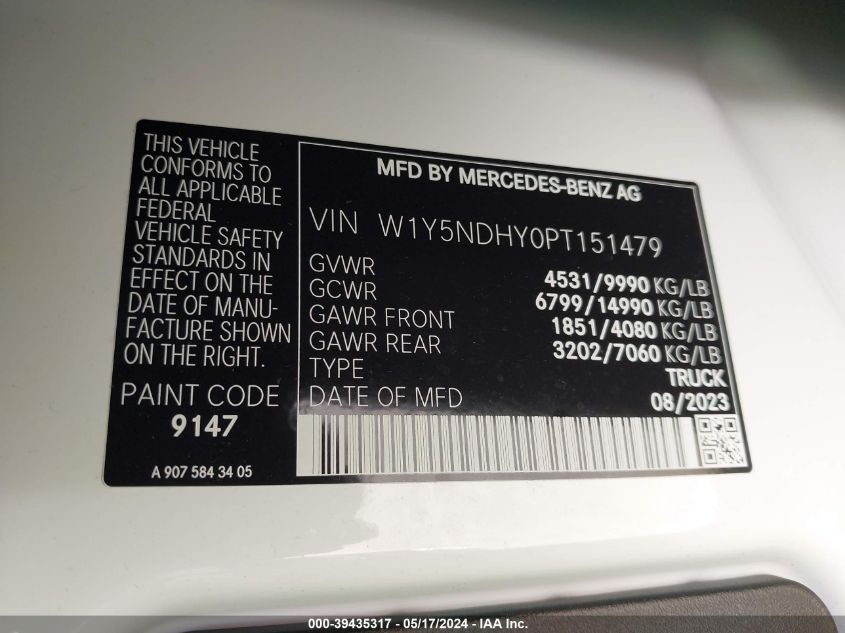 THIS VEHICLE
CONFORMS TO
ALL APPLICABLE
FEDERAL
VEHICLE SAFETY
STANDARDS IN
EFFECT ON THE
DATE OF MANU-
FACTURE SHOWN
ON THE RIGHT.
PAINT CODE
9147
A 907 584 34 05
MFD BY MERCEDES-BENZ AG
VIN W1Y5NDHY0PT151479
GVWR 4531/9990 KG/LB
GCWR 6799/14990 KG/LB
GAWR FRONT 1851/4080 KG/LB
GAWR REAR 3202/7060 KG/LB
TYPE TRUCK
DATE OF MFD 08/2023
000-39435317 - 05/17/2024 - IAA Inc.